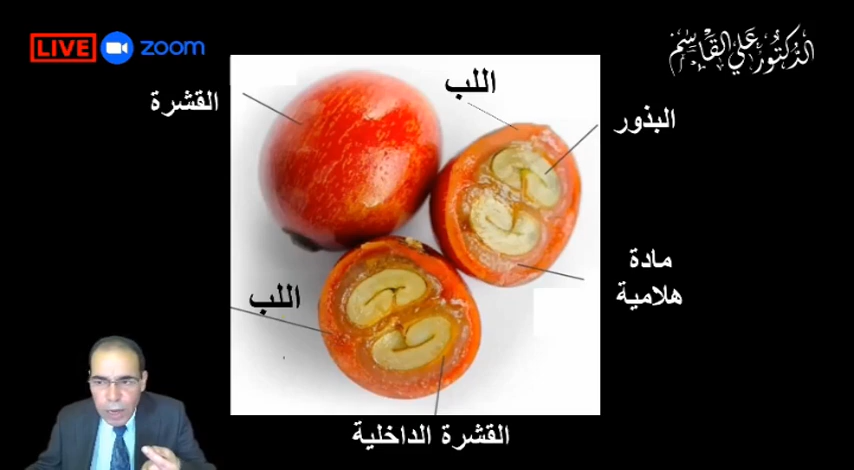 LIVE zoom
الدكتور علي القاسم
القشرة
اللب
البذور
مادة
هلامية
اللب
القشرة الداخلية